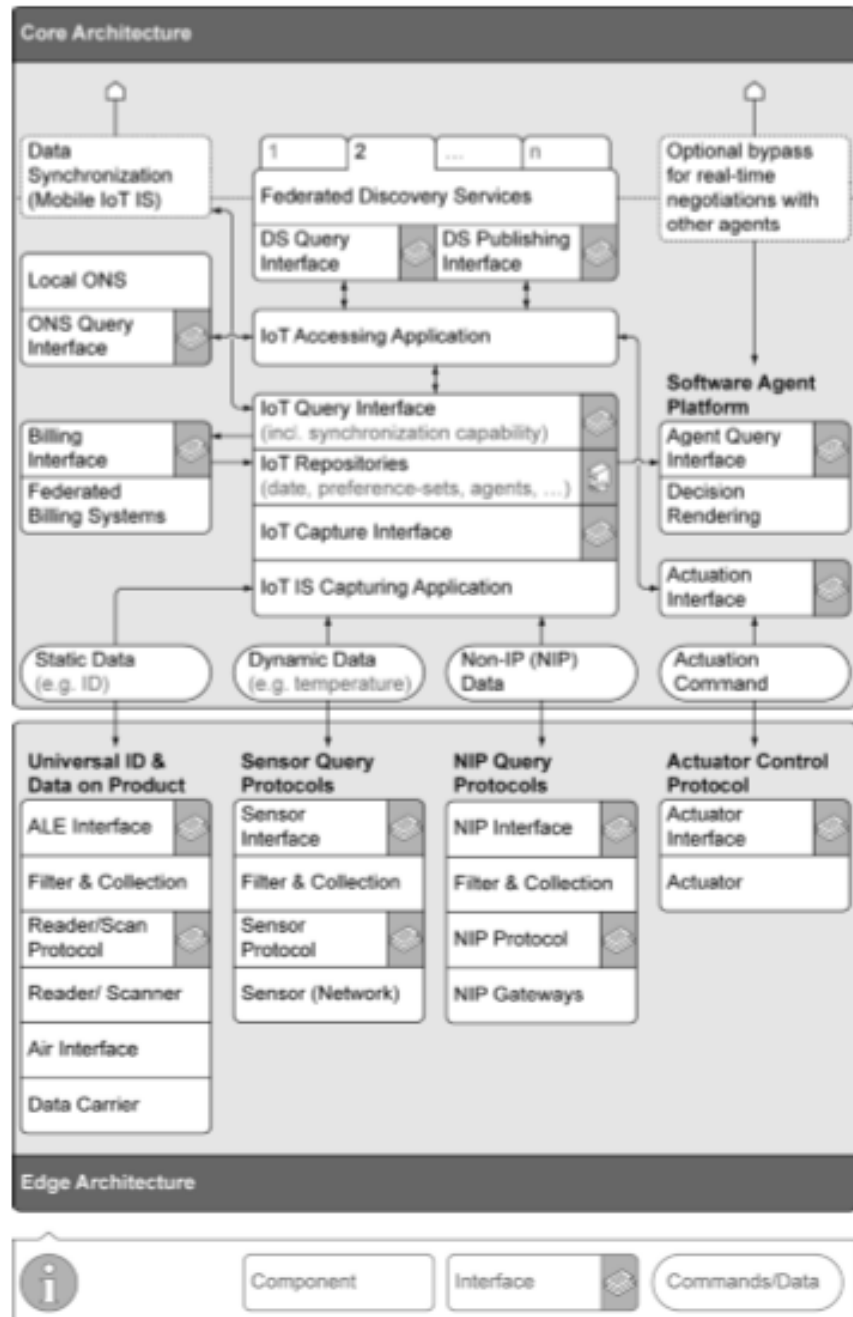 Core Architecture
Data
Synchronization
(Mobile IoT IS)
1
2
...
n
Federated Discovery Services
DS Query
Interface
DS Publishing
Interface
Optional bypass
for real-time
negotiations with
other agents
Local ONS
ONS Query
Interface
IoT Accessing Application
Billing
Interface
Federated
Billing Systems
IoT Query Interface
(incl. synchronization capability)
IoT Repositories
(date, preference-sets, agents, ...)
IoT Capture Interface
IoT IS Capturing Application
Software Agent
Platform
Agent Query
Interface
Decision
Rendering
Actuation
Interface
Static Data
(e.g. ID)
Dynamic Data
(e.g. temperature)
Non-IP (NIP)
Data
Actuation
Command
Universal ID &
Data on Product
ALE Interface
Filter & Collection
Reader/Scan
Protocol
Reader/ Scanner
Air Interface
Data Carrier
Sensor Query
Protocols
Sensor
Interface
Filter & Collection
Sensor
Protocol
Sensor (Network)
NIP Query
Protocols
NIP Interface
Filter & Collection
NIP Protocol
NIP Gateways
Actuator Control
Protocol
Actuator
Interface
Actuator
Edge Architecture
i
Component
Interface
Commands/Data